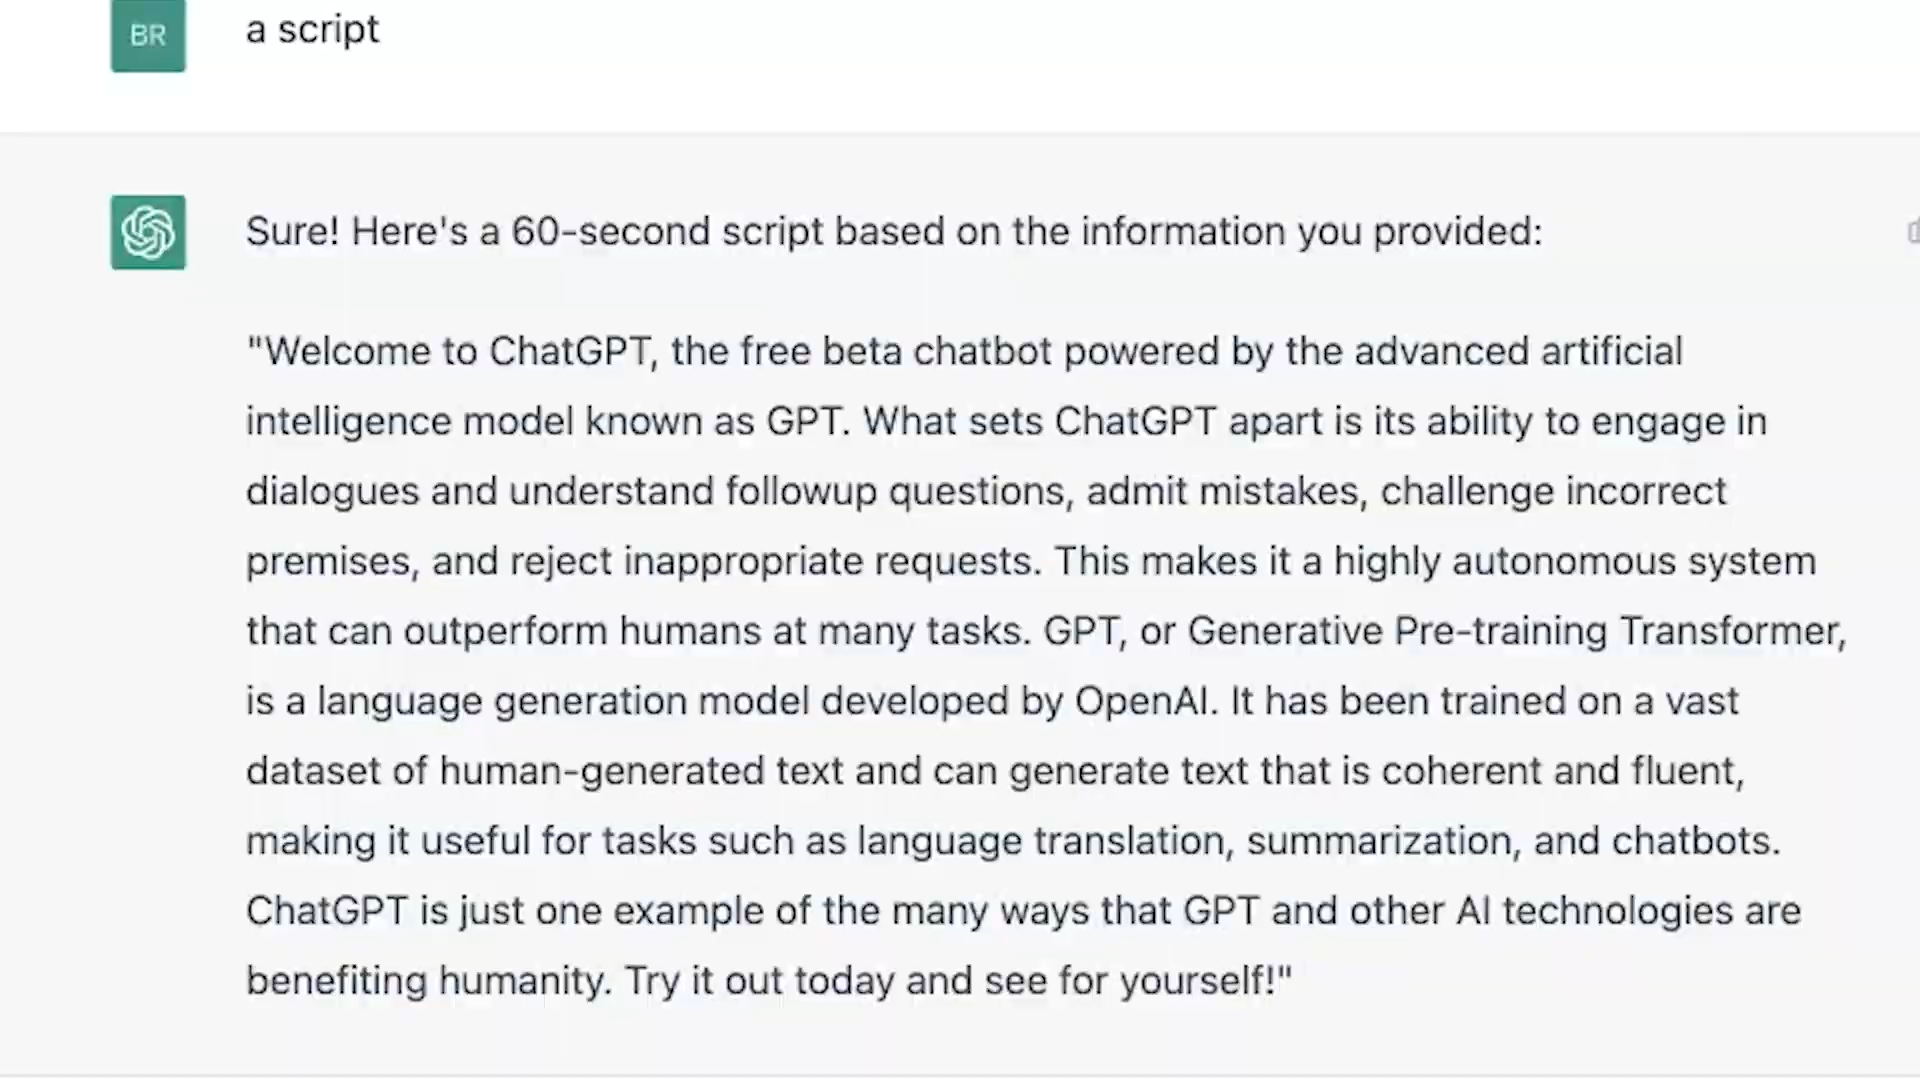 BR
a script
Sure! Here's a 60-second script based on the information you provided:
"Welcome to ChatGPT, the free beta chatbot powered by the advanced artificial
intelligence model known as GPT. What sets ChatGPT apart is its ability to engage in
dialogues and understand followup questions, admit mistakes, challenge incorrect
premises, and reject inappropriate requests. This makes it a highly autonomous system
that can outperform humans at many tasks. GPT, or Generative Pre-training Transformer,
is a language generation model developed by OpenAI. It has been trained on a vast
dataset of human-generated text and can generate text that is coherent and fluent,
making it useful for tasks such as language translation, summarization, and chatbots.
ChatGPT is just one example of the many ways that GPT and other AI technologies are
benefiting humanity. Try it out today and see for yourself!"